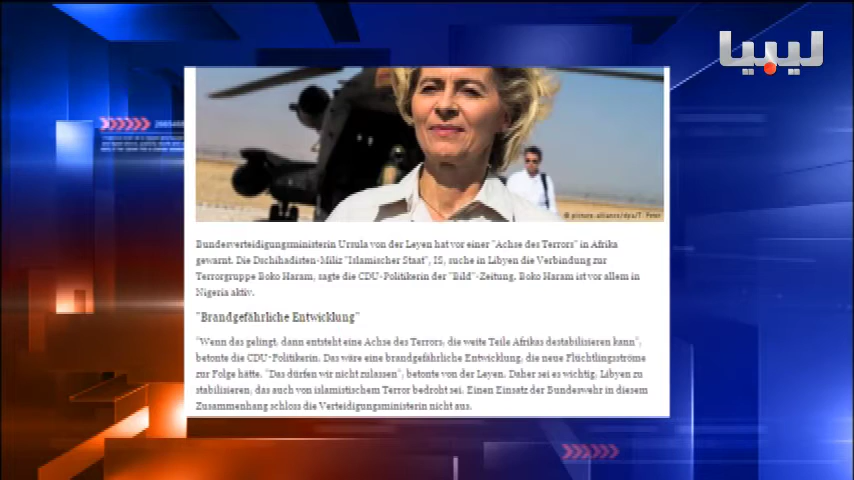 ليبيا
© picture-alliance/dpa/T. Peter
Bundesverteidigungsministerin Ursula von der Leyen hat vor einer "Achse des Terrors" in Afrika
gewarnt. Die Dschihadisten-Miliz "Islamischer Staat", IS, suche in Libyen die Verbindung zur
Terrorgruppe Boko Haram, sagte die CDU-Politikerin der "Bild"-Zeitung. Boko Haram ist vor allem in
Nigeria aktiv.
"Brandgefährliche Entwicklung"
"Wenn das gelingt, dann entsteht eine Achse des Terrors, die weite Teile Afrikas destabilisieren kann",
betonte die CDU-Politikerin. Das wäre eine brandgefährliche Entwicklung, die neue Flüchtlingsströme
zur Folge hätte. "Das dürfen wir nicht zulassen", betonte von der Leyen. Daher sei es wichtig, Libyen zu
stabilisieren, das auch von islamistischem Terror bedroht sei. Einen Einsatz der Bundeswehr in diesem
Zusammenhang schloss die Verteidigungsministerin nicht aus.